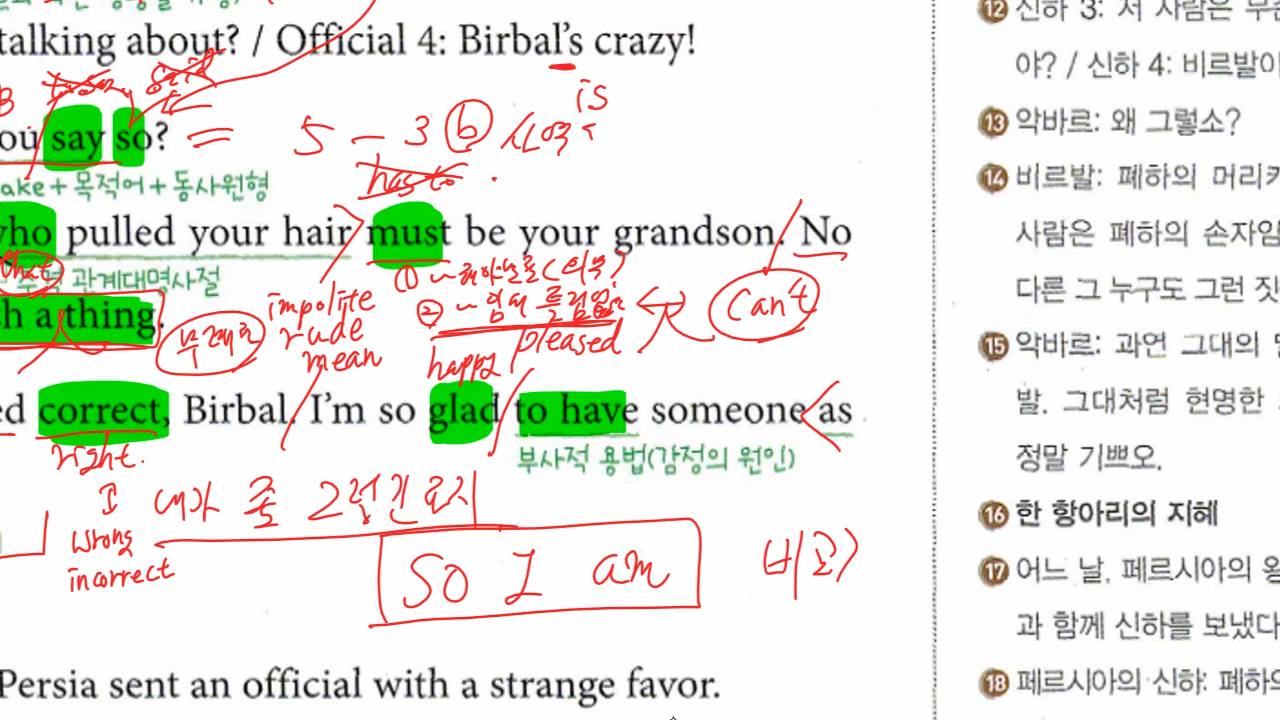 talking about? / Official 4: Birbal's crazy!
is
ou say so? = 5 - 3 ⓑ
ake + 목적어 + 동사원형
has to
who pulled your hair must be your grandson. No
that
관계대명사절
① ~해야만
② ~임에 틀림없
can't
ch a thing.
무례한
impolite
rude
mean
happy pleased
ed correct, Birbal. I'm so glad to have someone as
right.
부사적 용법(감정의 원인)
내가 좀 그렇긴 하지
wrong
incorrect
So I am
비교
Persia sent an official with a strange favor.
⑫ 신하 3: 저 사람은 무슨
야? / 신하 4: 비르발이
⑬ 악바르: 왜 그렇소?
⑭ 비르발: 폐하의 머리카
사람은 폐하의 손자임
다른 그 누구도 그런 짓
⑮ 악바르: 과연 그대의 말
발. 그대처럼 현명한
정말 기쁘오.
⑯ 한 항아리의 지혜
⑰ 어느 날, 페르시아의 왕
과 함께 신하를 보냈다
⑱ 페르시아의 신하: 폐하의